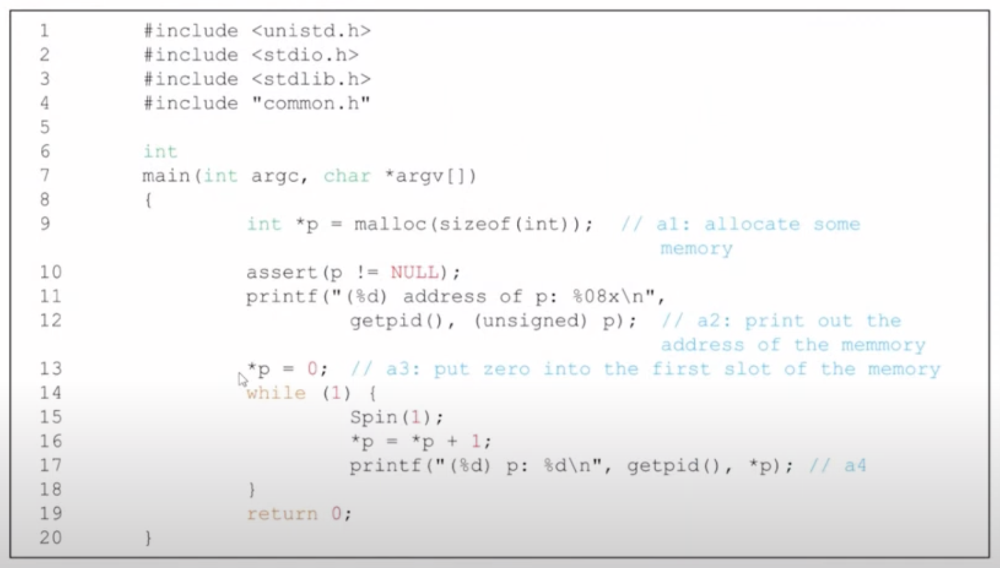 1 #include <unistd.h>
2 #include <stdio.h>
3 #include <stdlib.h>
4 #include "common.h"
5
6 int
7 main(int argc, char *argv[])
8 {
9 int *p = malloc(sizeof(int)); // a1: allocate some
memory
10 assert(p != NULL);
11 printf("(%d) address of p: %08x\n",
12 getpid(), (unsigned) p); // a2: print out the
address of the memmory
13 *p = 0; // a3: put zero into the first slot of the memory
14 while (1) {
15 Spin(1);
16 *p = *p + 1;
17 printf("(%d) p: %d\n", getpid(), *p); // a4
18 }
19 return 0;
20 }